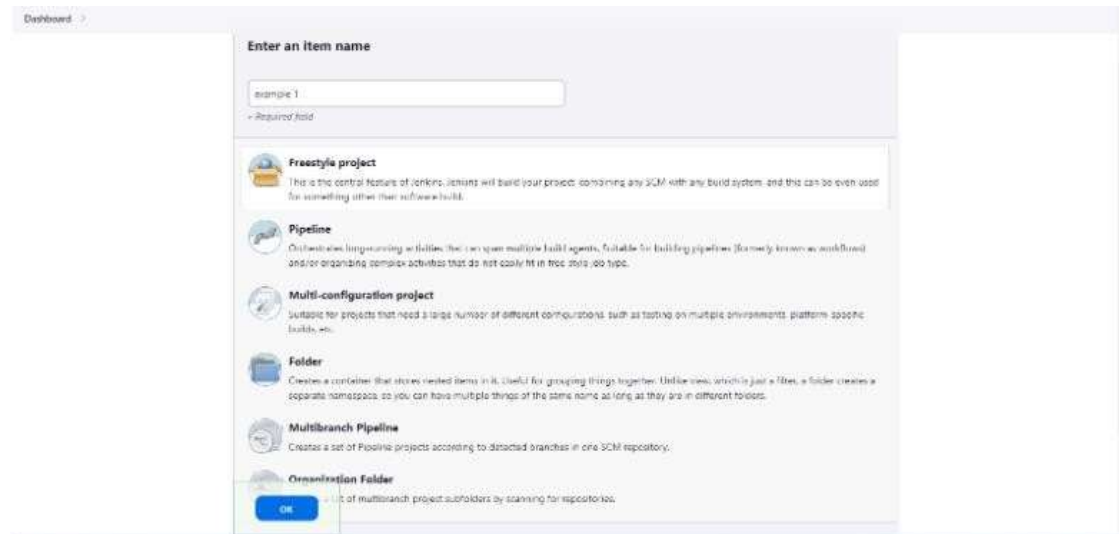 Dashboard >
Enter an item name
example 1
» Required field
Freestyle project
This is the central feature of Jenkins. Jenkins will build your project, combining any SCM with any build system, and this can be even used
for something other than software build.
Pipeline
Orchestrates long-running activities that can span multiple build agents. Suitable for building pipelines (formerly known as workflows)
and/or organizing complex activities that do not easily fit in free-style job type.
Multi-configuration project
Suitable for projects that need a large number of different configurations, such as testing on multiple environments, platform-specific
builds, etc.
Folder
Creates a container that stores nested items in it. Useful for grouping things together. Unlike view, which is just a filter, a folder creates a
separate namespace, so you can have multiple things of the same name as long as they are in different folders.
Multibranch Pipeline
Creates a set of Pipeline projects according to detected branches in one SCM repository.
Organization Folder
of multibranch project subfolders by scanning for repositories.
OK